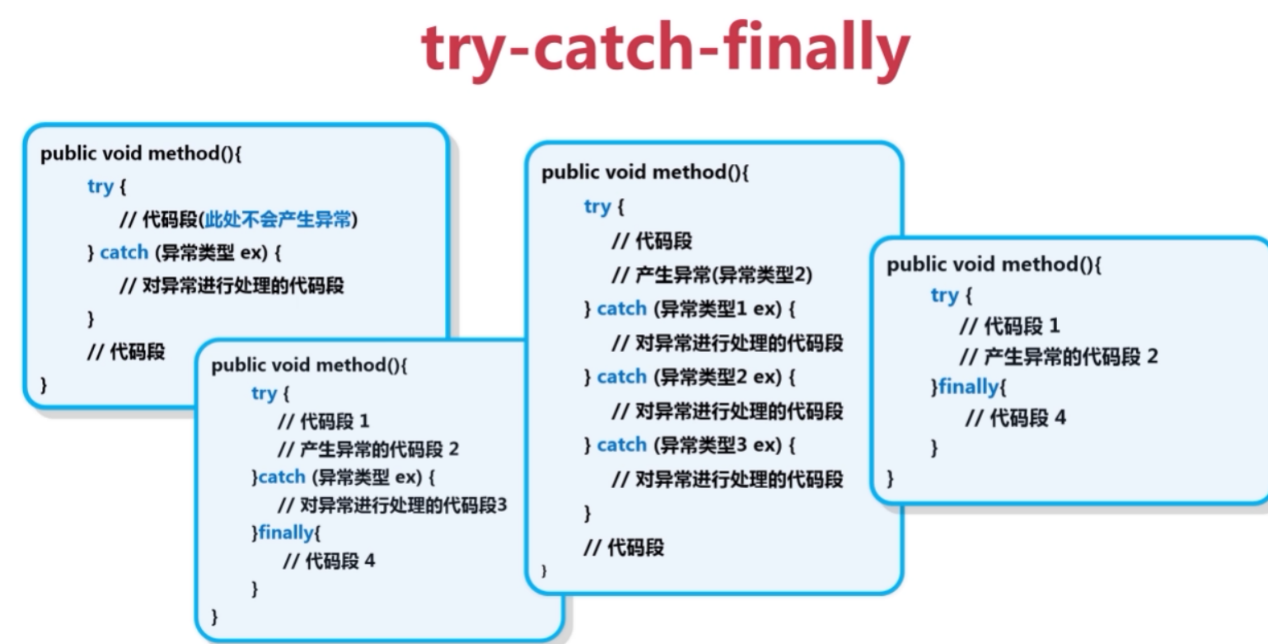 try-catch-finally
public void method(){
try {
// 代码段(此处不会产生异常)
} catch (异常类型 ex) {
// 对异常进行处理的代码段
}
// 代码段
}
public void method(){
try {
// 代码段 1
// 产生异常的代码段 2
}catch (异常类型 ex) {
// 对异常进行处理的代码段3
}finally{
// 代码段 4
}
}
public void method(){
try {
// 代码段
// 产生异常(异常类型2)
} catch (异常类型1 ex) {
// 对异常进行处理的代码段
} catch (异常类型2 ex) {
// 对异常进行处理的代码段
} catch (异常类型3 ex) {
// 对异常进行处理的代码段
}
// 代码段
}
public void method(){
try {
// 代码段 1
// 产生异常的代码段 2
}finally{
// 代码段 4
}
}